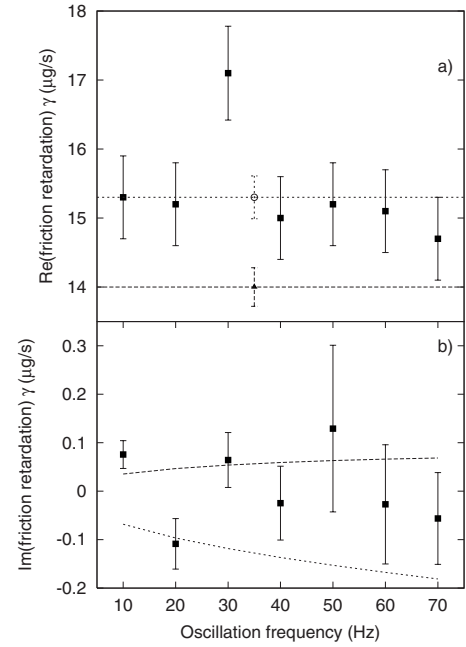 18
17
16
15
14
Re(friction retardation) γ (μg/s)
a)
0.3
0.2
0.1
0
-0.1
-0.2
Im(friction retardation) γ (μg/s)
b)
10 20 30 40 50 60 70
Oscillation frequency (Hz)